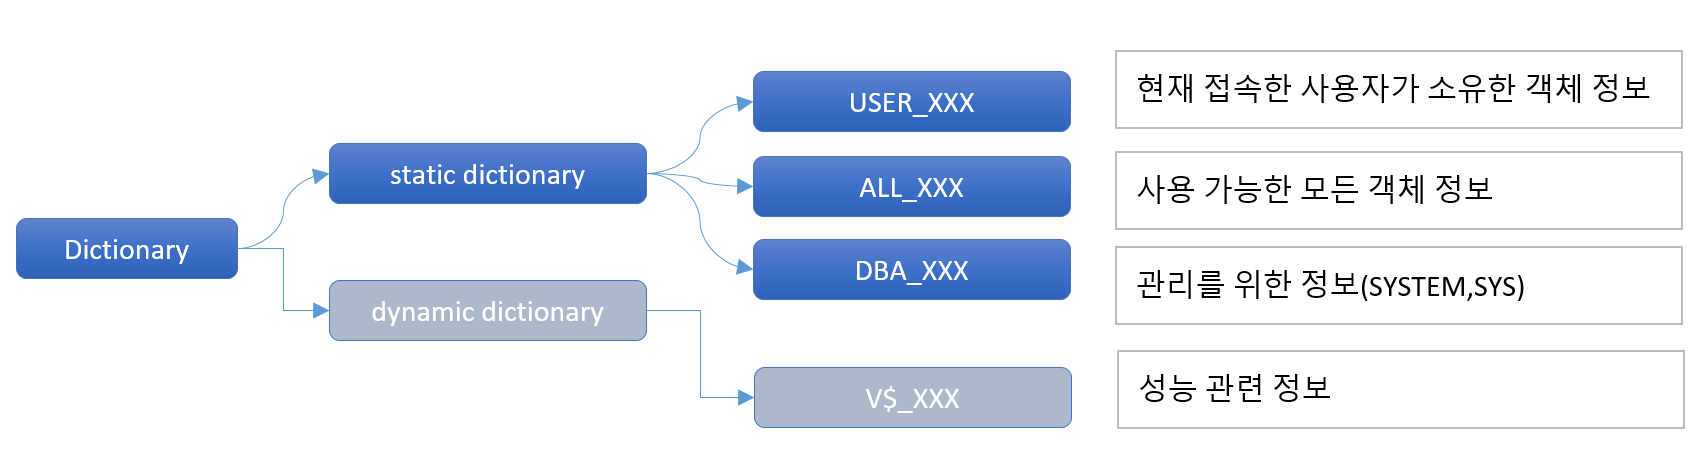 Dictionary
static dictionary
dynamic dictionary
USER_XXX
현재 접속한 사용자가 소유한 객체 정보
ALL_XXX
사용 가능한 모든 객체 정보
DBA_XXX
관리를 위한 정보(SYSTEM,SYS)
V$_XXX
성능 관련 정보